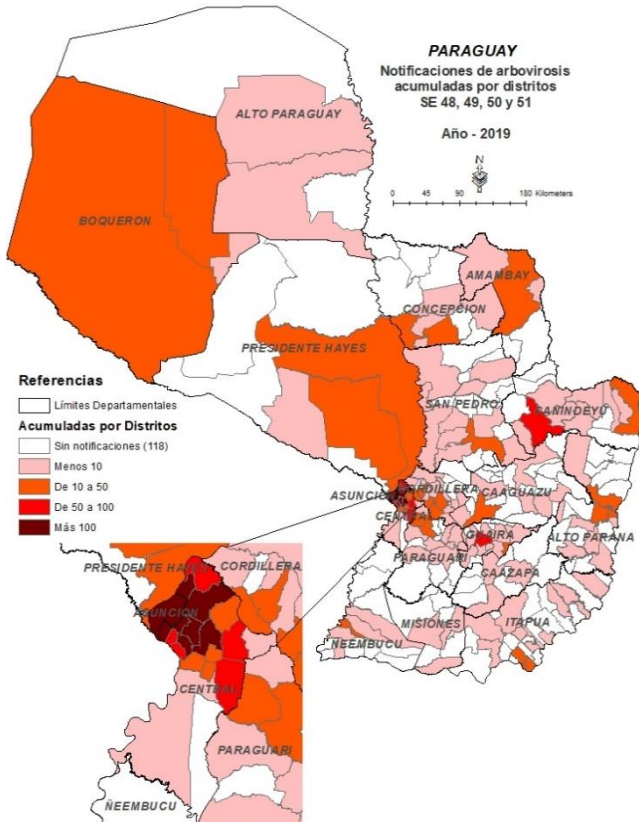 PARAGUAY
Notificaciones de arbovirosis
acumuladas por distritos
SE 48, 49, 50 y 51
Año - 2019
N
0 45 90 180 Kilometers
ALTO PARAGUAY
BOQUERON
AMAMBAY
CONCEPCION
PRESIDENTE HAYES
SAN PEDRO
CANINDEYU
ASUNCION
CORDILLERA
CAAGUAZU
CENTRAL
ALTO PARANA
GUAIRA
PARAGUARI
CAAZAPA
MISIONES
ITAPUA
ÑEEMBUCU
Referencias
Límites Departamentales
Acumuladas por Distritos
Sin notificaciones (118)
Menos 10
De 10 a 50
De 50 a 100
Más 100
PRESIDENTE HAYES
CORDILLERA
ASUNCION
CENTRAL
PARAGUARI
ÑEEMBUCU